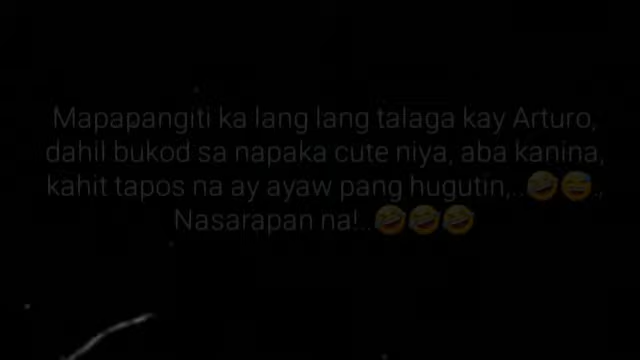 Mapapangiti ka lang lang talaga kay Arturo,
dahil bukod sa napaka cute niya, aba kanina,
kahit tapos na ay ayaw pang hugutin,..🤣😅.,
Nasarapan na!..🤣🤣🤣